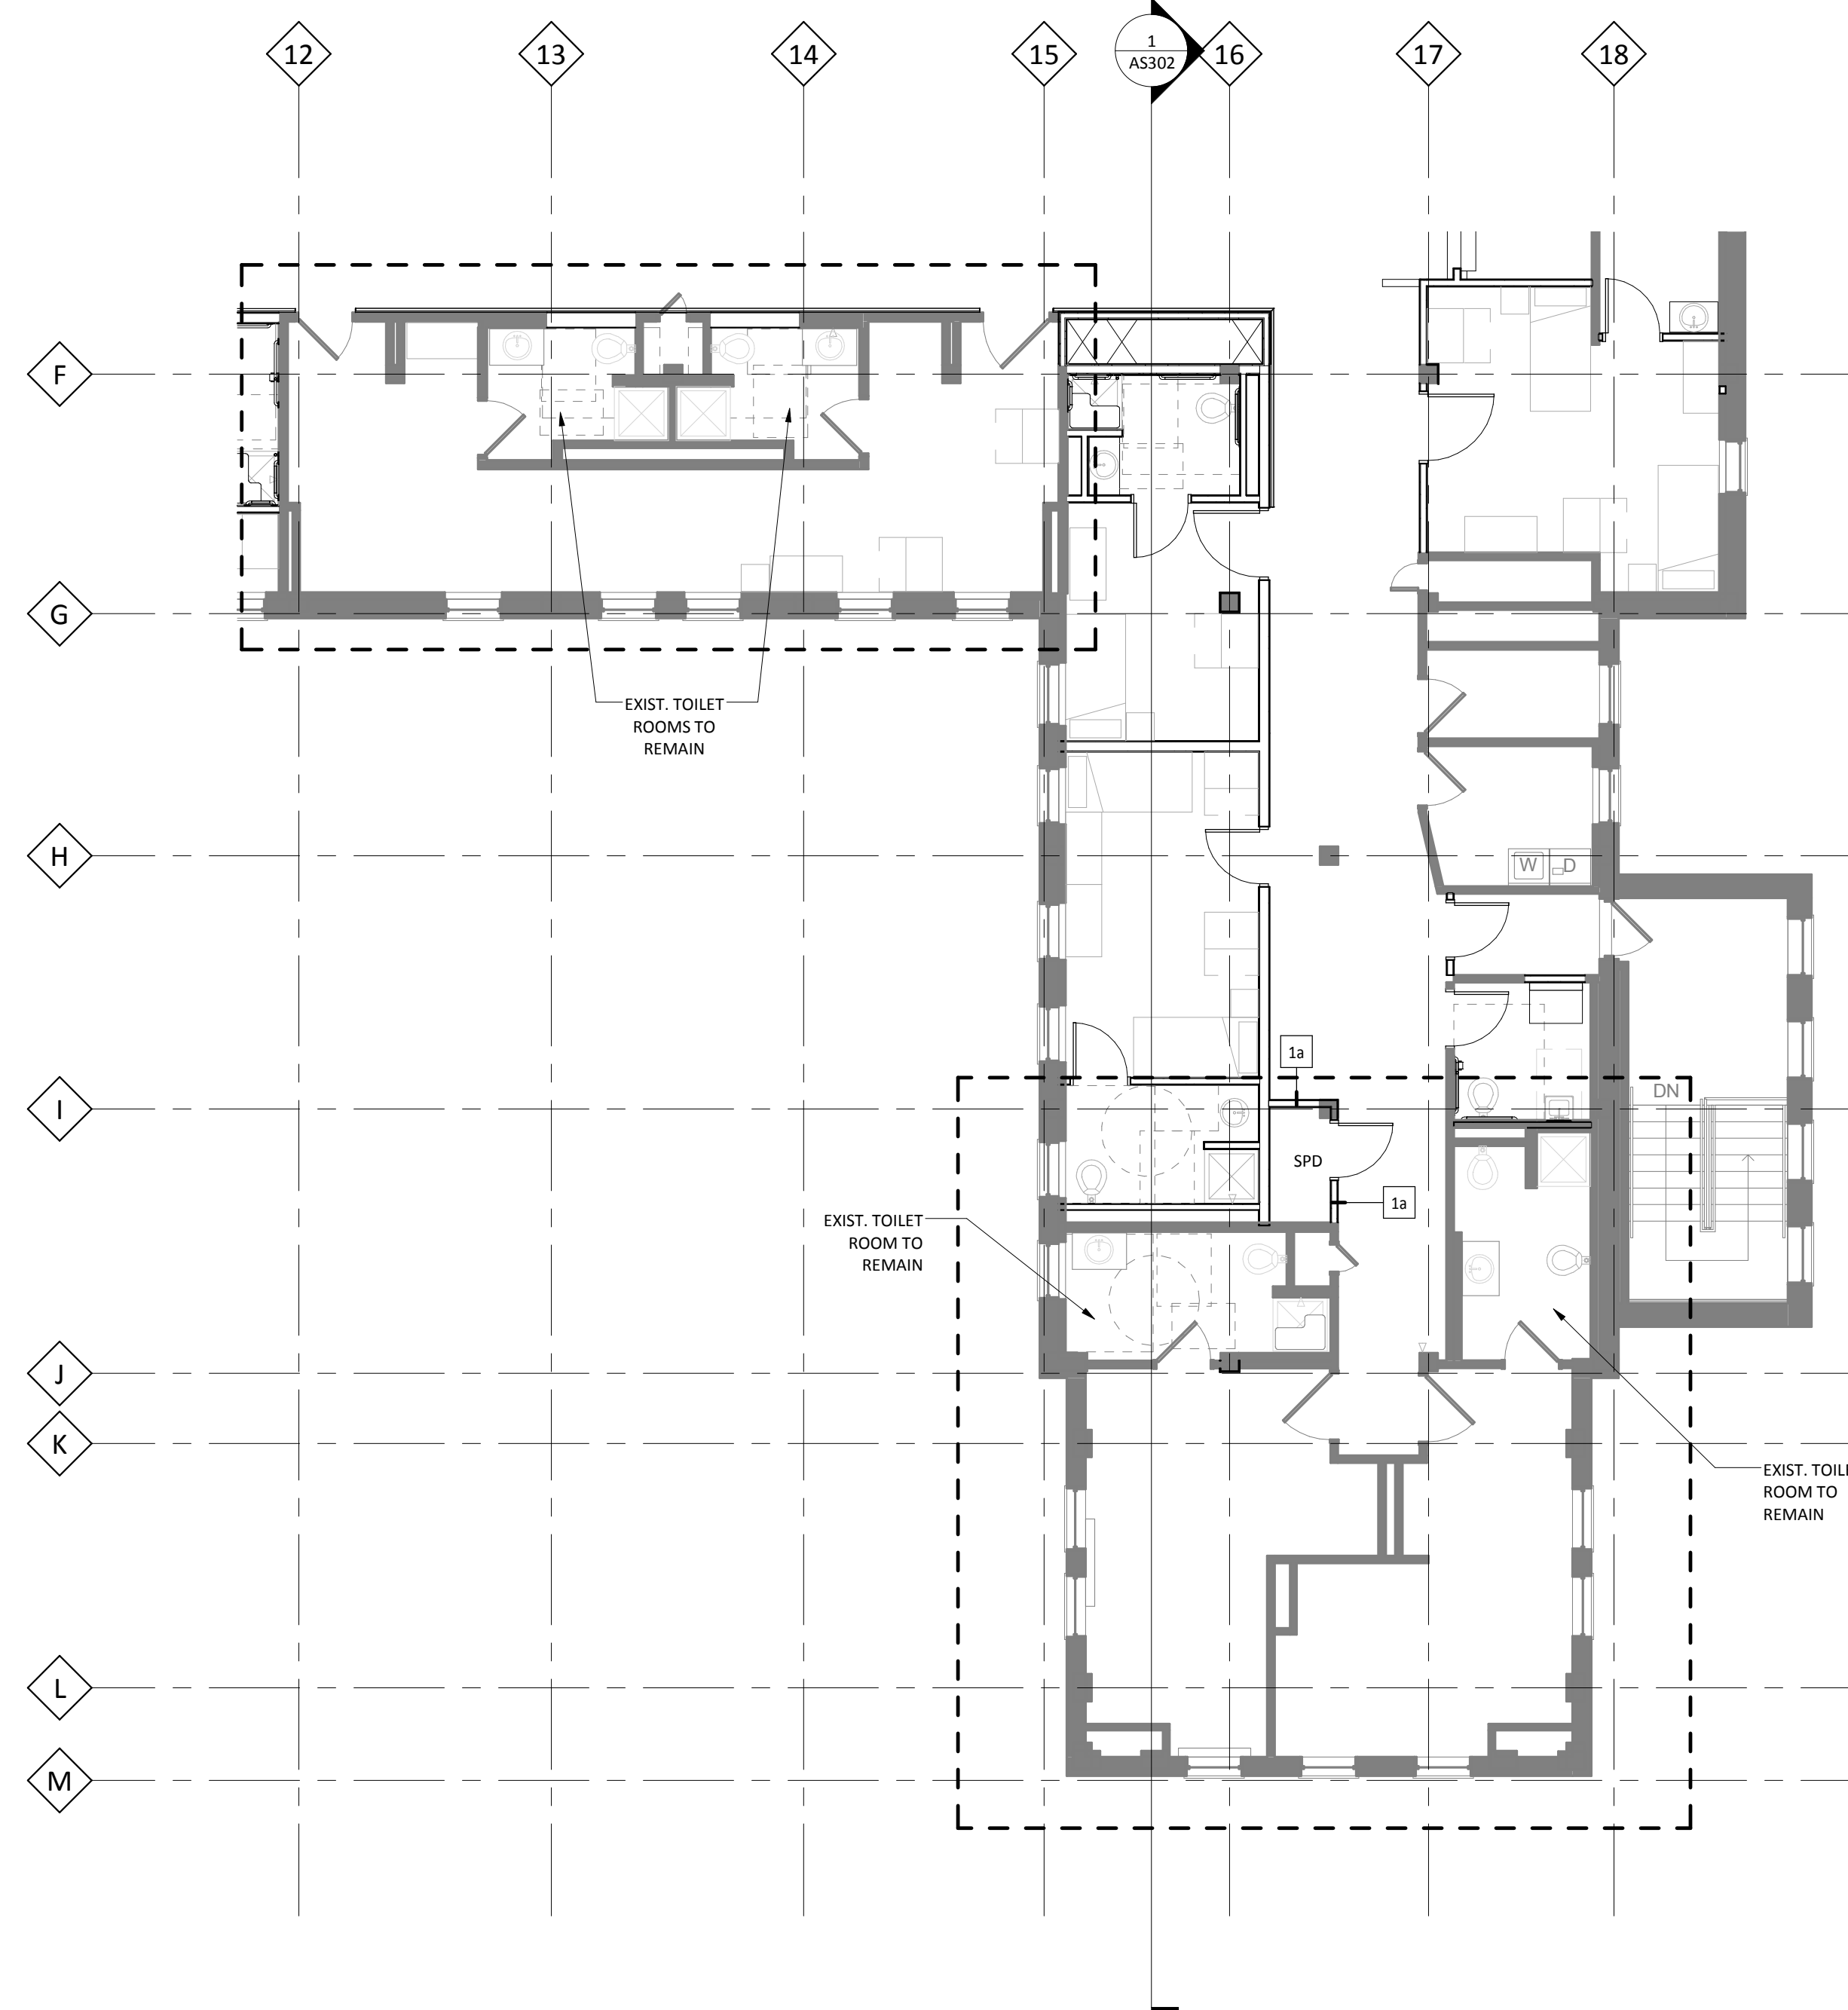 12
13
14
15
1
AS302
16
17
18
F
G
EXIST. TOILET
ROOMS TO
REMAIN
H
W
D
1a
I
DN
SPD
1a
EXIST. TOILET
ROOM TO
REMAIN
J
K
EXIST. TOIL
ROOM TO
REMAIN
L
M